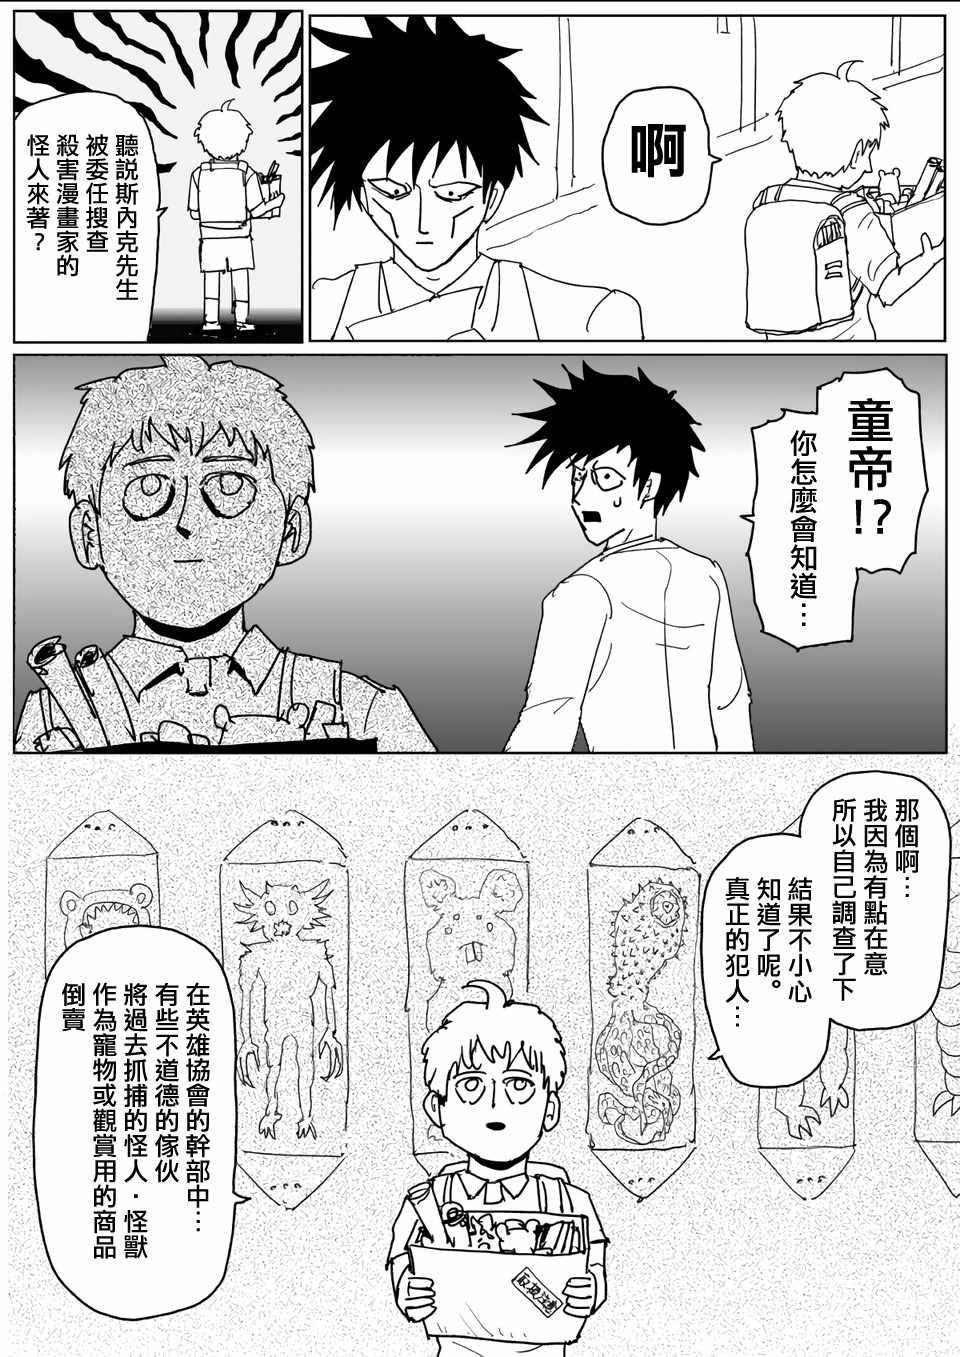 啊
聽説斯內克先生
被委任搜查
殺害漫畫家的
怪人來著？
童帝!?
你怎麼會知道…
那個啊…
我因為有點在意
所以自己調查了下
結果不小心
知道了呢。
真正的犯人…
在英雄協會的幹部中…
有些不道德的傢伙
將過去抓捕的怪人・怪獸
作為寵物或觀賞用的商品
倒賣
取扱注意